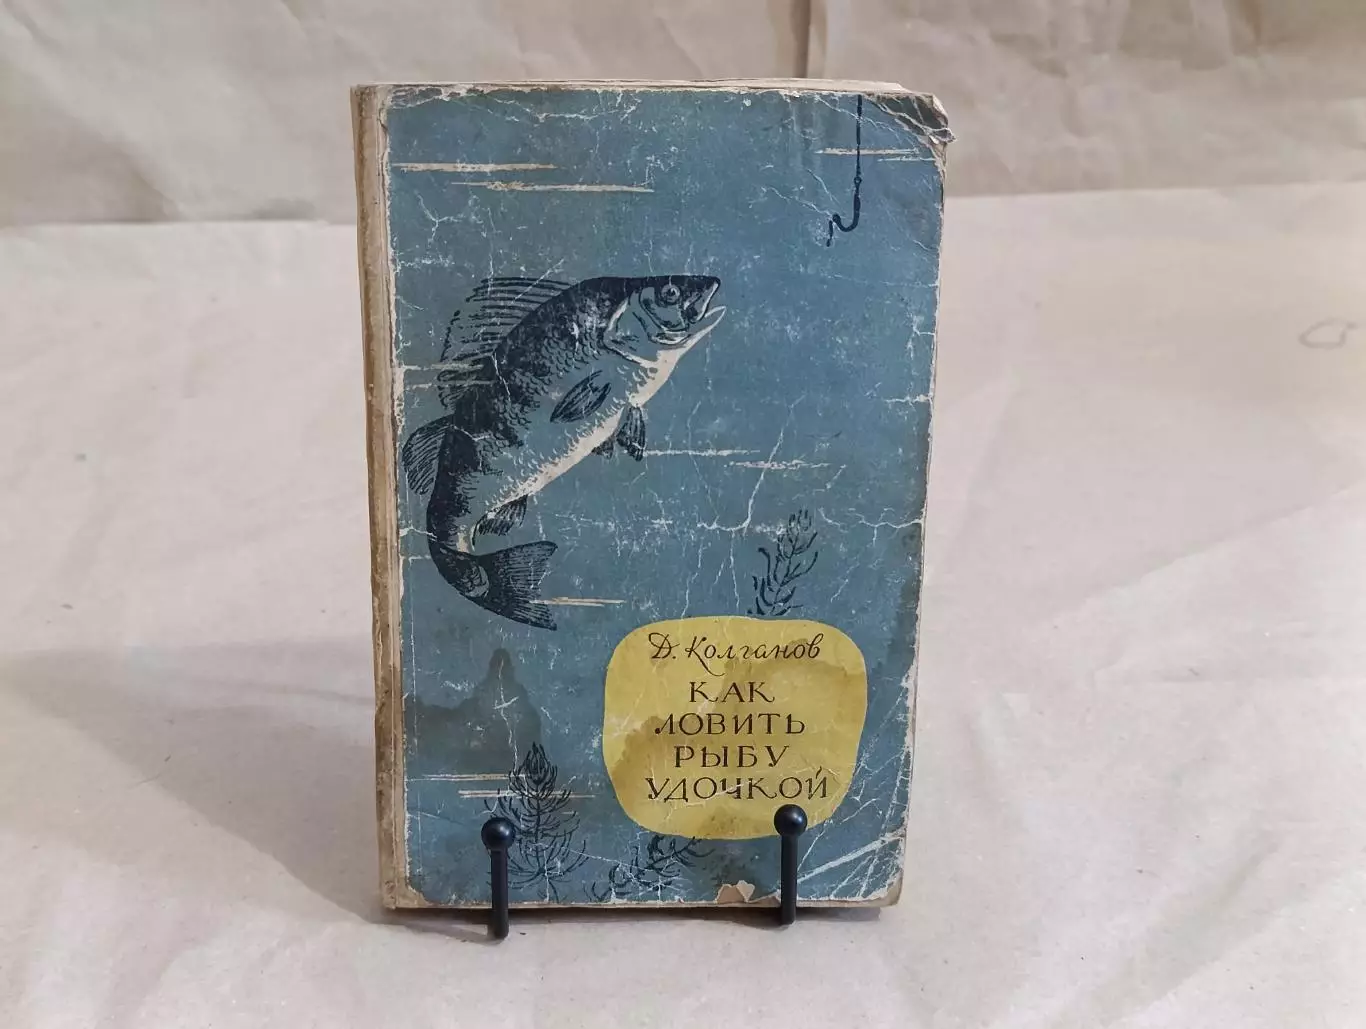 Д. Колганов
КАК
ЛОВИТЬ
РЫБУ
УДОЧКОЙ